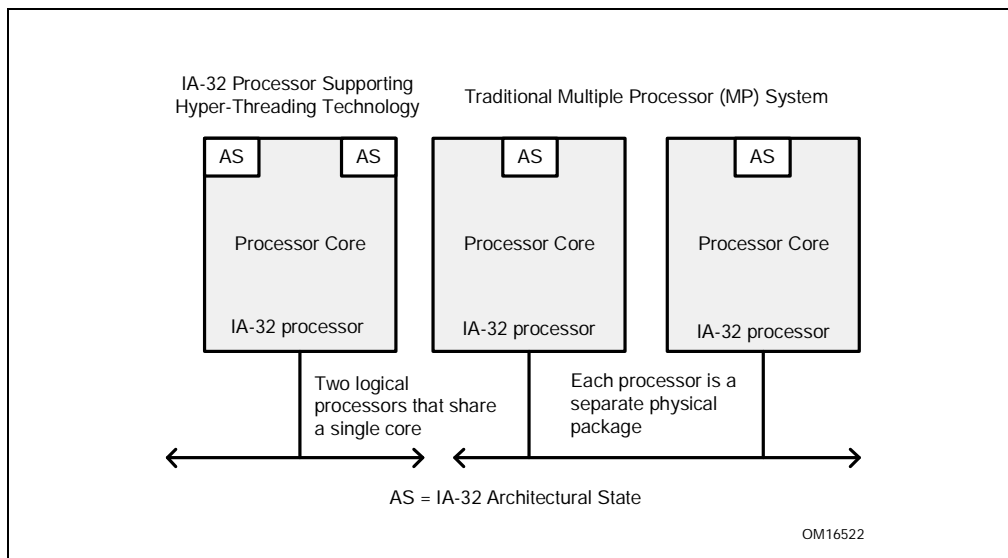 IA-32 Processor Supporting
Hyper-Threading Technology
Traditional Multiple Processor (MP) System
AS
AS
AS
AS
Processor Core
Processor Core
Processor Core
IA-32 processor
IA-32 processor
IA-32 processor
Two logical
processors that share
a single core
Each processor is a
separate physical
package
AS = IA-32 Architectural State
OM16522